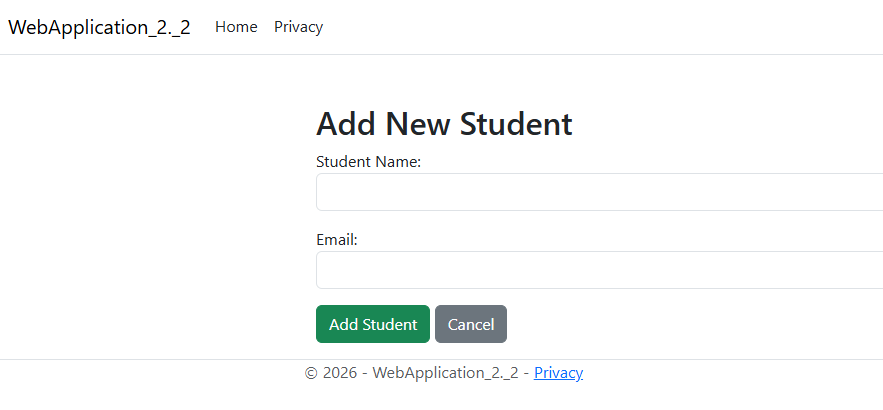 WebApplication_2._2 Home Privacy
Add New Student
Student Name:
Email:
Add Student Cancel
© 2026 - WebApplication_2._2 - Privacy